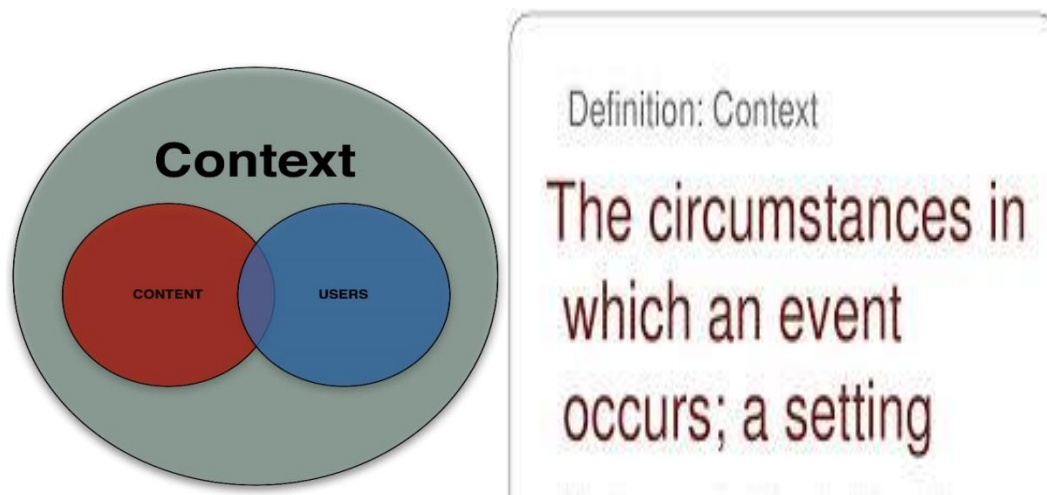 Context
CONTENT USERS
Definition: Context
The circumstances in
which an event
occurs; a setting